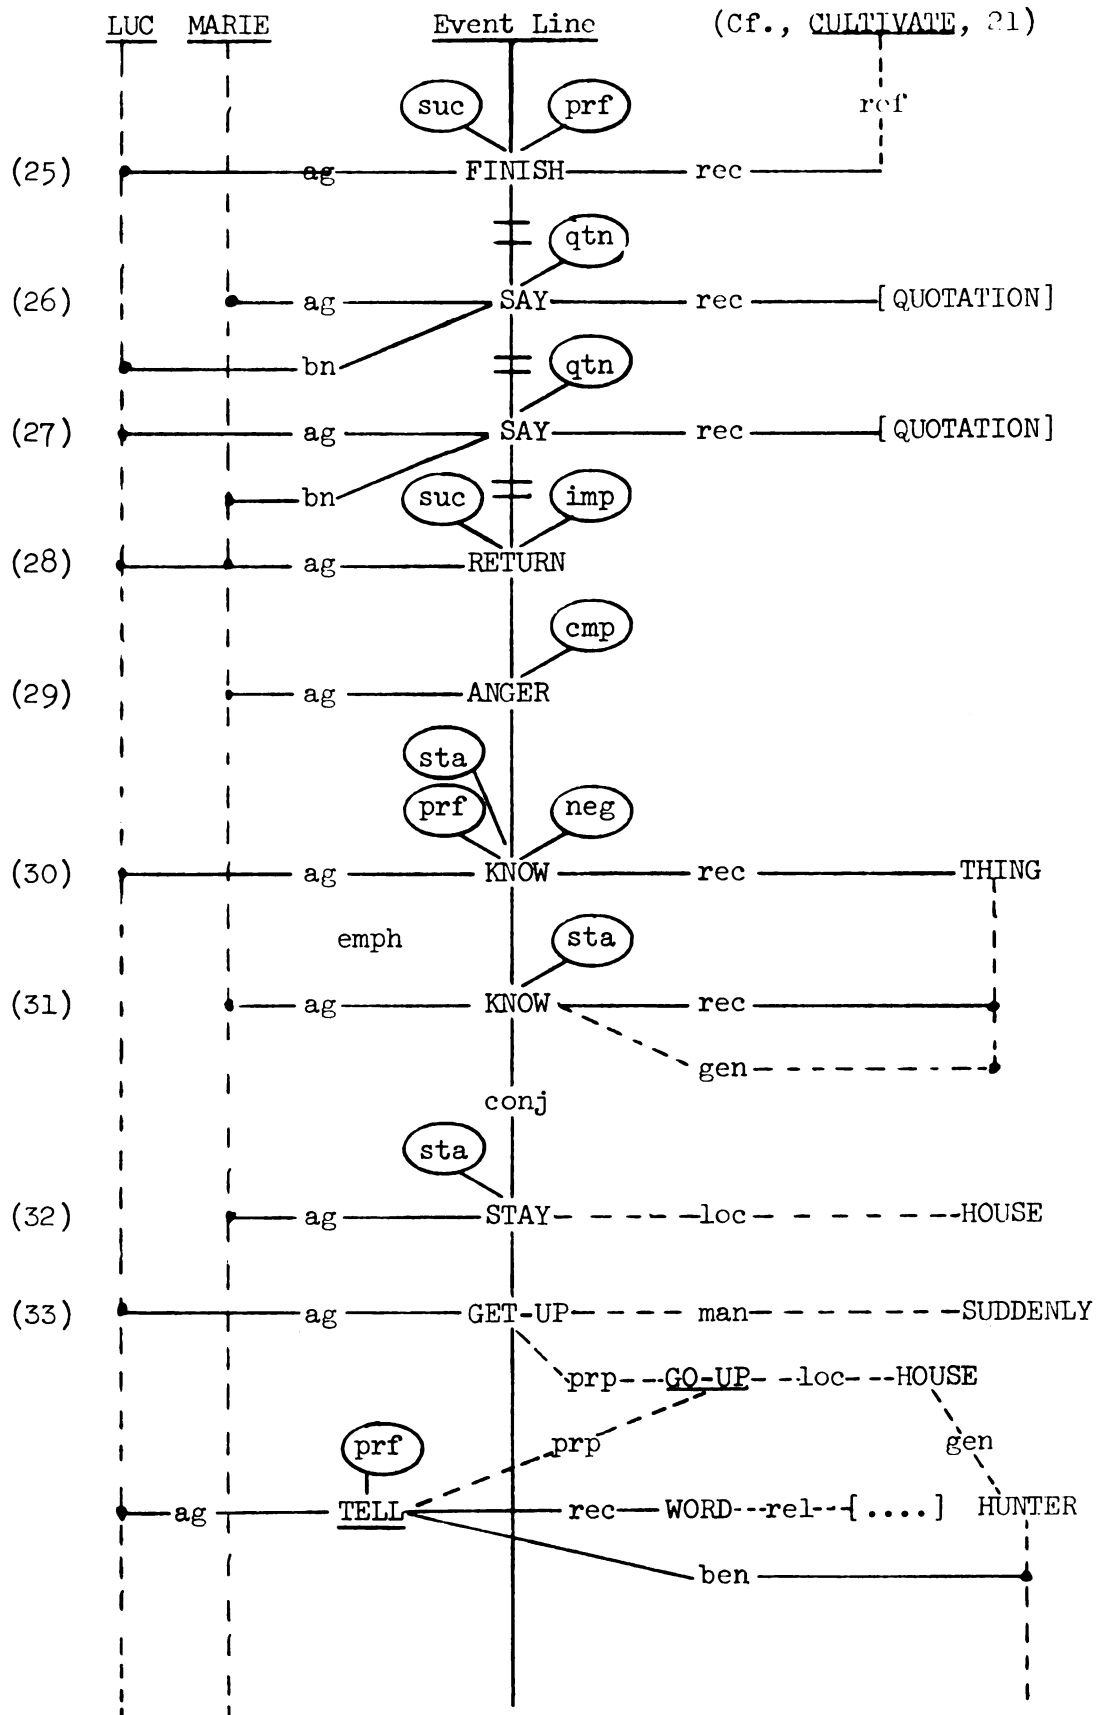 LUC MARIE Event Line (Cf., CULTIVATE, 21)
suc prf ref
(25) ag FINISH rec
qtn
(26) ag SAY rec [QUOTATION]
bn qtn
(27) ag SAY rec [QUOTATION]
bn suc imp
(28) ag RETURN
cmp
(29) ag ANGER
sta
prf neg
(30) ag KNOW rec THING
emph sta
(31) ag KNOW rec
gen
conj
sta
(32) ag STAY loc HOUSE
(33) ag GET-UP man SUDDENLY
prp GO-UP loc HOUSE
prf prp gen
ag TELL rec WORD rel [....] HUNTER
ben